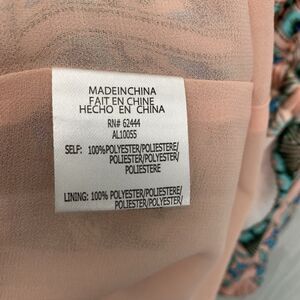 MADEINCHINA
FAIT EN CHINE
HECHO EN CHINA
RN# 62444
AL10055
SELF: 100%POLYESTER/POLIESTERE/
POLIESTER/POLYESTER/
POLIESTERE
LINING: 100% POLYESTER/POLIESTERE/
POLIESTER/POLYESTER/